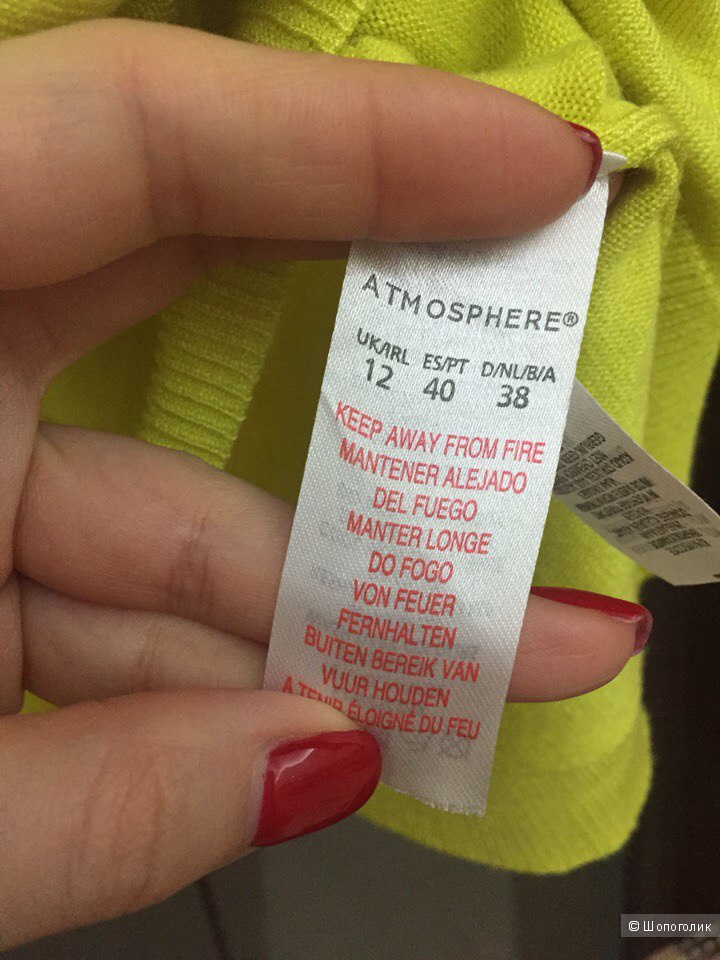 ATMOSPHERE®
UK/IRL ES/PT D/NL/B/A
12 40 38
KEEP AWAY FROM FIRE
MANTENER ALEJADO
DEL FUEGO
MANTER LONGE
DO FOGO
VON FEUER
FERNHALTEN
BUITEN BEREIK VAN
VUUR HOUDEN
A TENIR ÉLOIGNÉ DU FEU
© Шопоголик